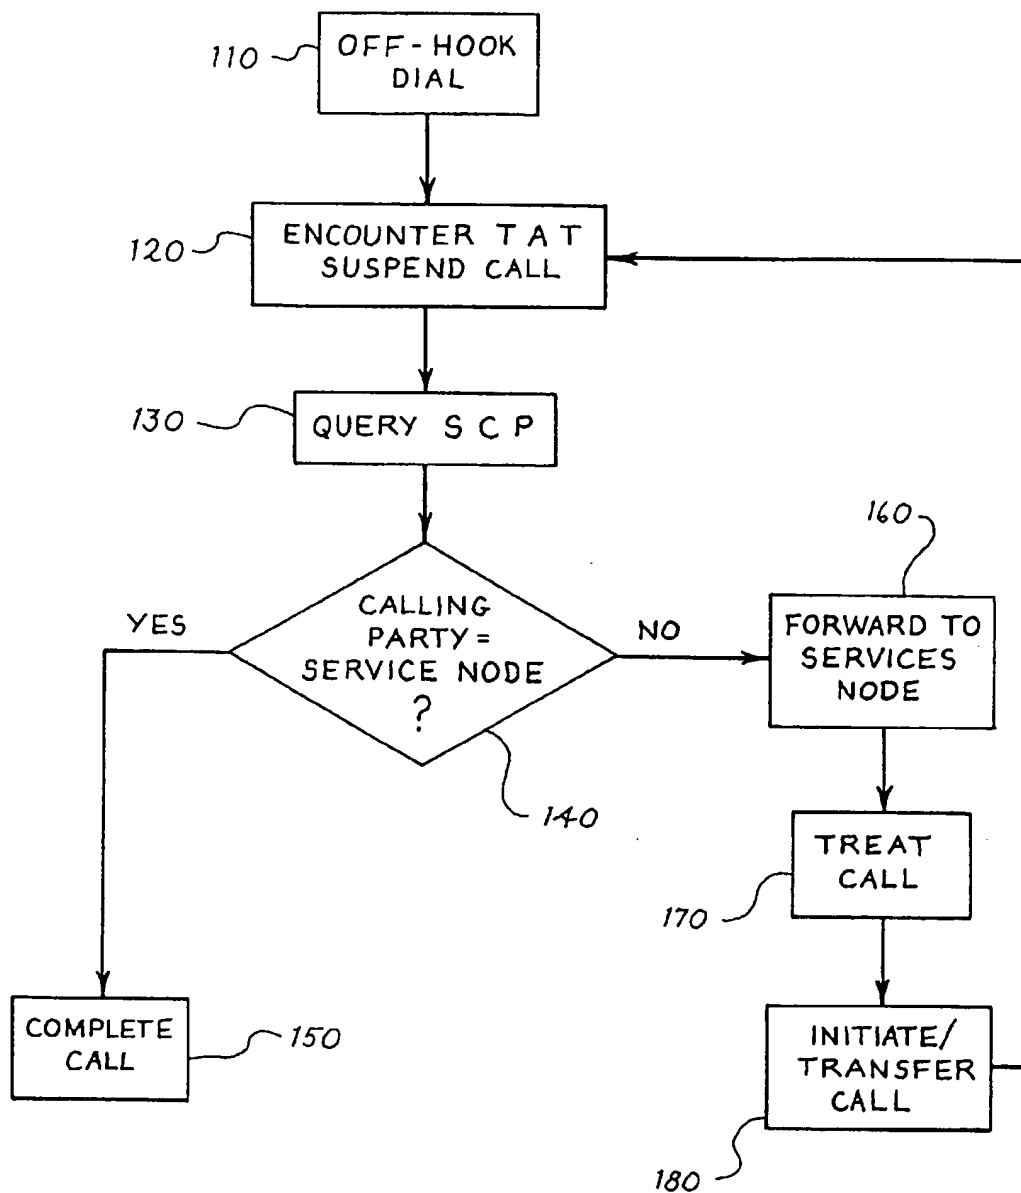 110
OFF-HOOK
DIAL
120
ENCOUNTER TAT
SUSPEND CALL
130
QUERY SCP
140
CALLING
PARTY =
SERVICE NODE
?
YES
NO
150
COMPLETE
CALL
160
FORWARD TO
SERVICES
NODE
170
TREAT
CALL
180
INITIATE/
TRANSFER
CALL